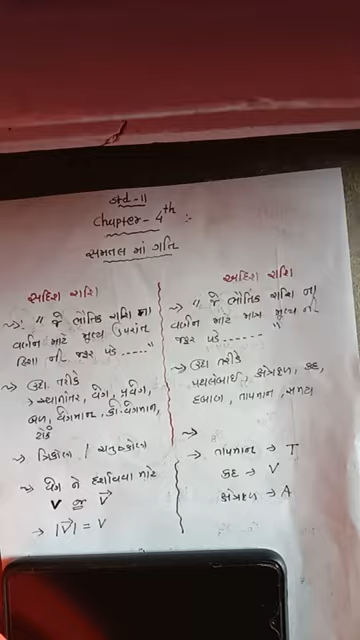 Std-11
Chapter-4th :-
સમતલ માં ગતિ
સદિશ રાશિ
→ " જે ભૌતિક રાશિ ના
વર્ણન માટે મૂલ્ય ઉપરાંત
દિશા ની જરૂર પડે ....."
→ ઉદા તરીકે
સ્થાનાંતર, વેગ, પ્રવેગ,
બળ, વેગમાન, કો.વેગમાન,
ટોર્ક
→ ત્રિકોણ / ચતુષ્કોણ
→ વેગ ને દર્શાવવા માટે
V જુ V⃗
→ |V⃗| = V
અદિશ રાશિ
→ " જે ભૌતિક રાશિ ના
વર્ણન માટે માત્ર મૂલ્ય ની
જરૂર પડે ........ "
→ ઉદા તરીકે
પથલંબાઈ, ક્ષેત્રફળ, કદ,
દબાણ, તાપમાન, સમય
→
→ તાપમાન → T
કદ → V
ક્ષેત્રફળ → A